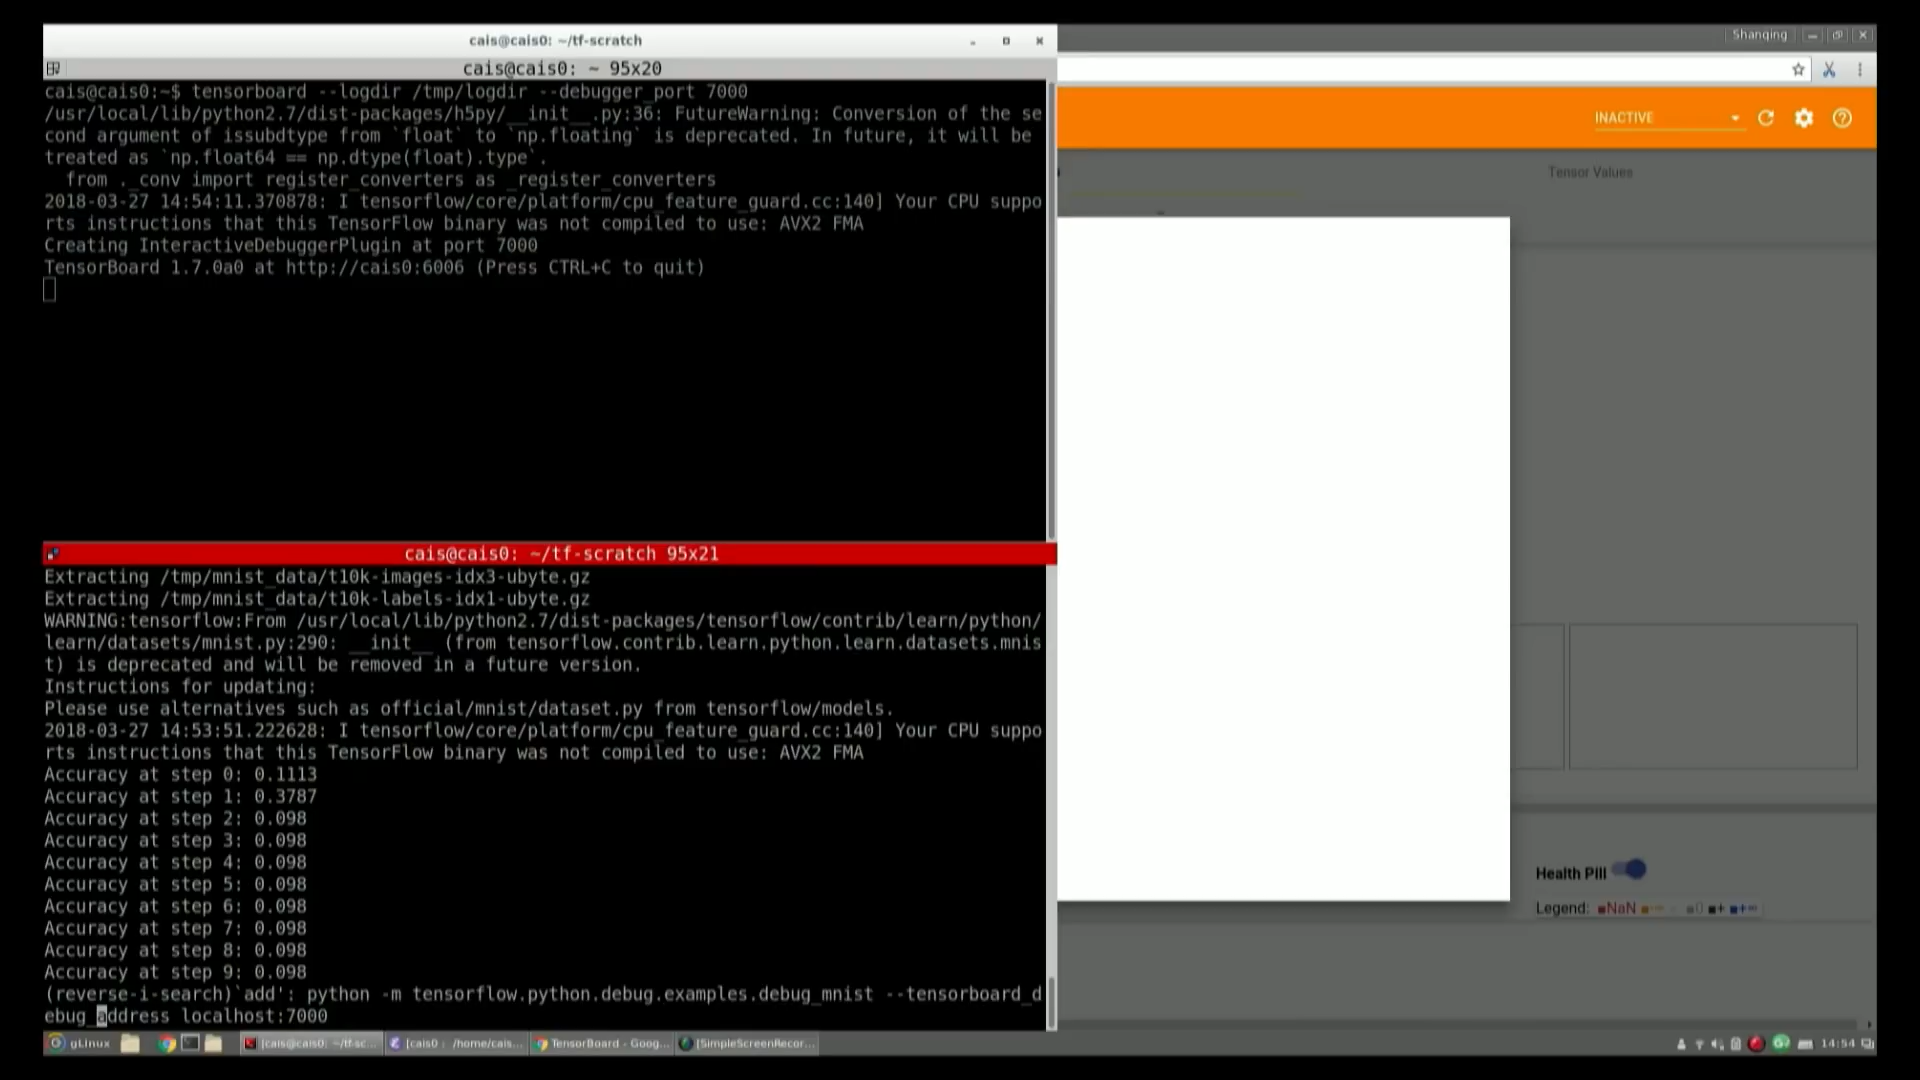 cais@cais0: ~/tf-scratch
Shanqing
cais@cais0: ~ 95x20
cais@cais0:~$ tensorboard --logdir /tmp/logdir --debugger_port 7000
/usr/local/lib/python2.7/dist-packages/h5py/__init__.py:36: FutureWarning: Conversion of the se
cond argument of issubdtype from `float` to `np.floating` is deprecated. In future, it will be
treated as `np.float64 == np.dtype(float).type`.
from ._conv import register_converters as _register_converters
2018-03-27 14:54:11.370878: I tensorflow/core/platform/cpu_feature_guard.cc:140] Your CPU suppo
rts instructions that this TensorFlow binary was not compiled to use: AVX2 FMA
Creating InteractiveDebuggerPlugin at port 7000
TensorBoard 1.7.0a0 at http://cais0:6006 (Press CTRL+C to quit)
INACTIVE
Tensor Values
cais@cais0: ~/tf-scratch 95x21
Extracting /tmp/mnist_data/t10k-images-idx3-ubyte.gz
Extracting /tmp/mnist_data/t10k-labels-idx1-ubyte.gz
WARNING:tensorflow:From /usr/local/lib/python2.7/dist-packages/tensorflow/contrib/learn/python/
learn/datasets/mnist.py:290: __init__ (from tensorflow.contrib.learn.python.learn.datasets.mnis
t) is deprecated and will be removed in a future version.
Instructions for updating:
Please use alternatives such as official/mnist/dataset.py from tensorflow/models.
2018-03-27 14:53:51.222628: I tensorflow/core/platform/cpu_feature_guard.cc:140] Your CPU suppo
rts instructions that this TensorFlow binary was not compiled to use: AVX2 FMA
Accuracy at step 0: 0.1113
Accuracy at step 1: 0.3787
Accuracy at step 2: 0.098
Accuracy at step 3: 0.098
Accuracy at step 4: 0.098
Accuracy at step 5: 0.098
Accuracy at step 6: 0.098
Accuracy at step 7: 0.098
Accuracy at step 8: 0.098
Accuracy at step 9: 0.098
(reverse-i-search)`add': python -m tensorflow.python.debug.examples.debug_mnist --tensorboard_d
ebug_address localhost:7000
Health Pill
Legend: NaN -∞ - 0 + +∞
gLinux
[cais@cais0: ~/tf-sc...
[cais0 : /home/cais...
TensorBoard - Goog...
[SimpleScreenRecor...
14:54